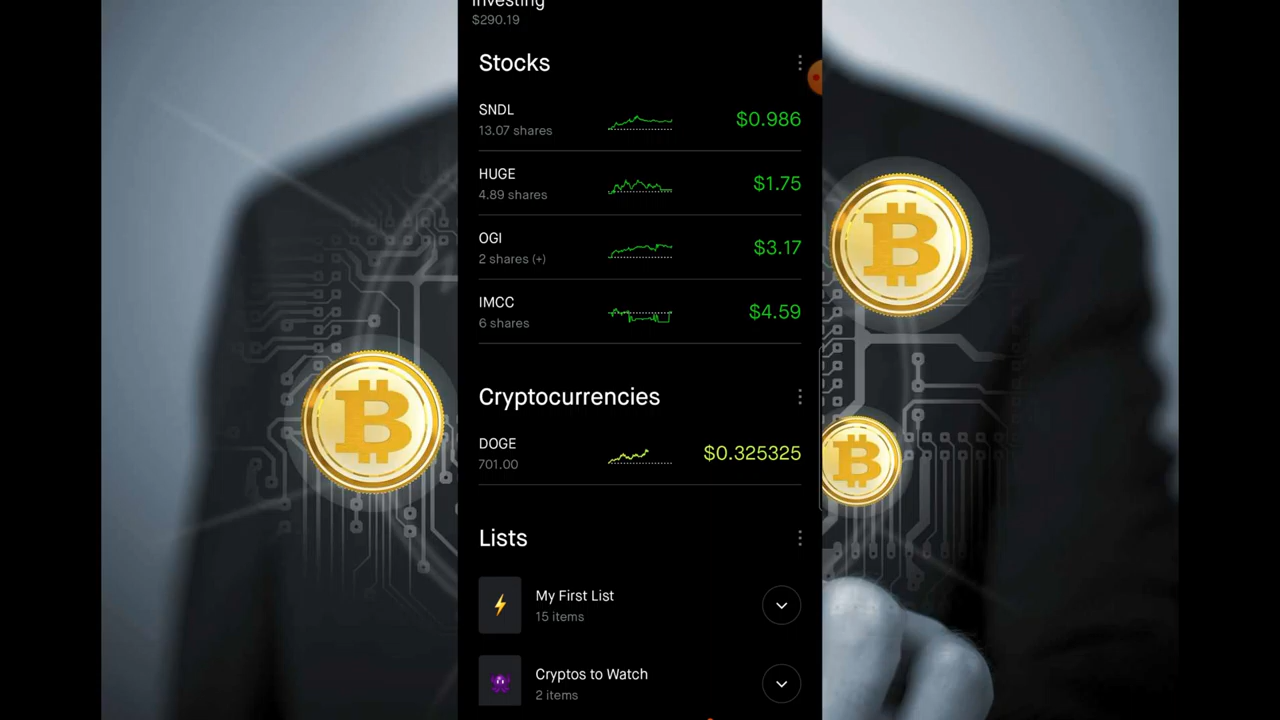 Investing
$290.19
Stocks
SNDL
13.07 shares
$0.986
HUGE
4.89 shares
$1.75
OGI
2 shares (+)
$3.17
IMCC
6 shares
$4.59
Cryptocurrencies
DOGE
701.00
$0.325325
Lists
My First List
15 items
Cryptos to Watch
2 items